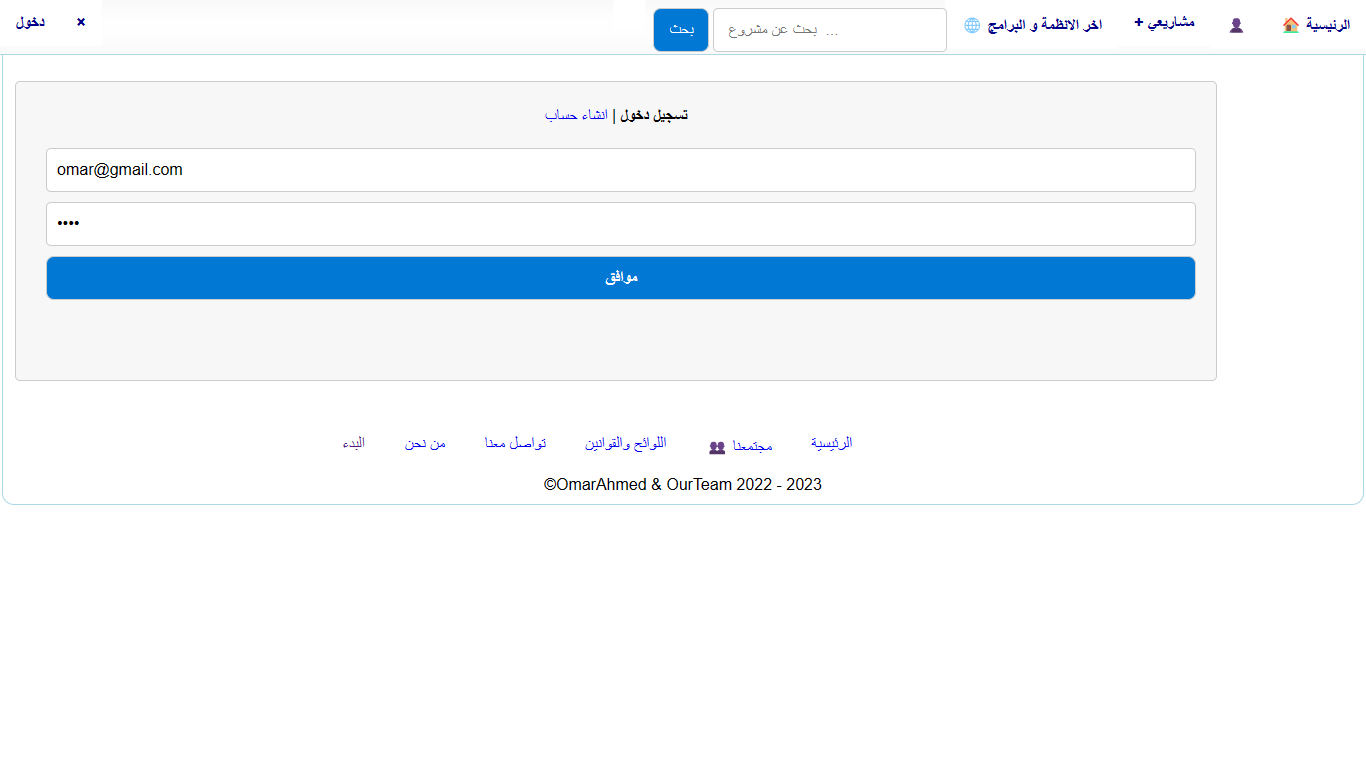 الرئيسية 🏠 👤 مشاريعي + اخر الانظمة و البرامج 🌐 بحث عن مشروع ... بحث × دخول
تسجيل دخول | انشاء حساب
omar@gmail.com
••••
موافق
الرئيسية مجتمعنا 👥 اللوائح والقوانين تواصل معنا من نحن البدء
©OmarAhmed & OurTeam 2022 - 2023